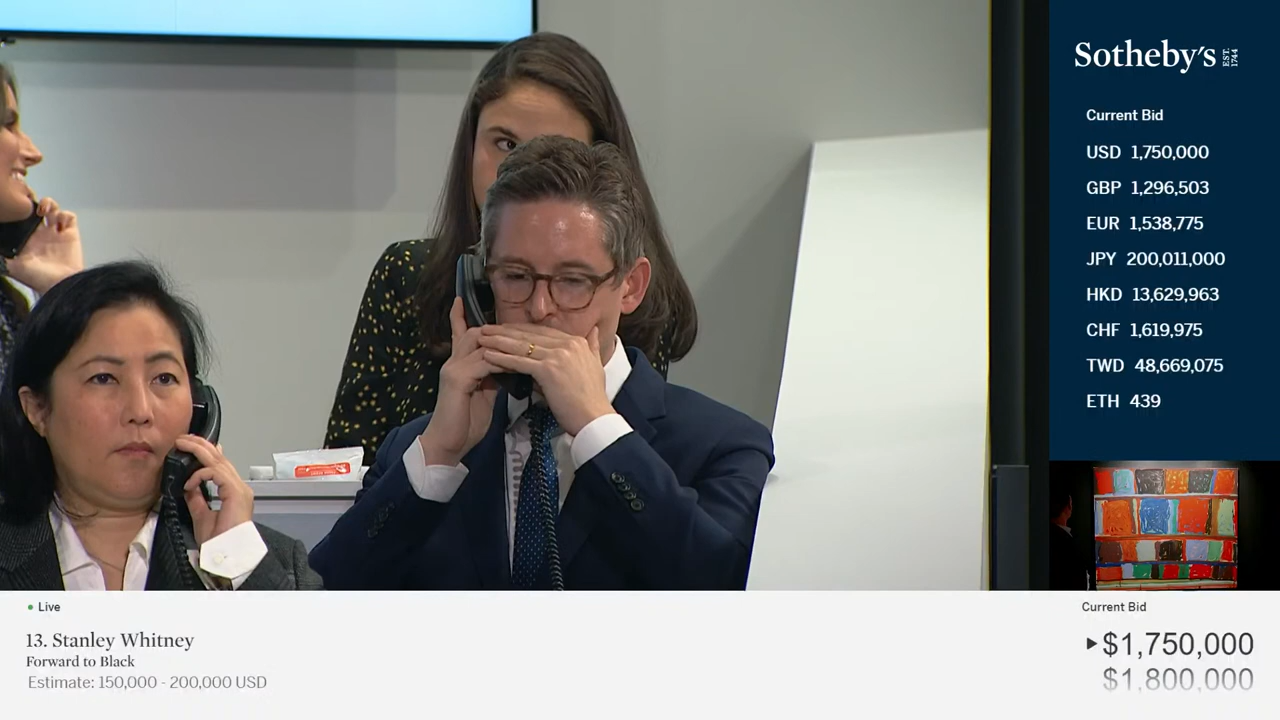 Sotheby's EST. 1744
Current Bid
USD 1,750,000
GBP 1,296,503
EUR 1,538,775
JPY 200,011,000
HKD 13,629,963
CHF 1,619,975
TWD 48,669,075
ETH 439
Live
13. Stanley Whitney
Forward to Black
Estimate: 150,000 - 200,000 USD
Current Bid
$1,750,000
$1,800,000